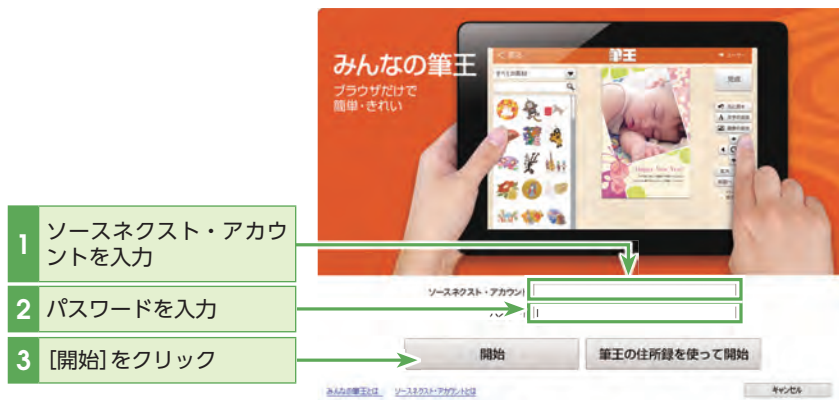 みんなの筆王
ブラウザだけで
簡単・きれい
筆王
完成
Happy New Year!
1 ソースネクスト・アカウ
ントを入力
2 パスワードを入力
3 [開始]をクリック
ソースネクスト・アカウント
開始
筆王の住所録を使って開始
みんなの筆王とは
ソースネクスト・アカウントとは
キャンセル